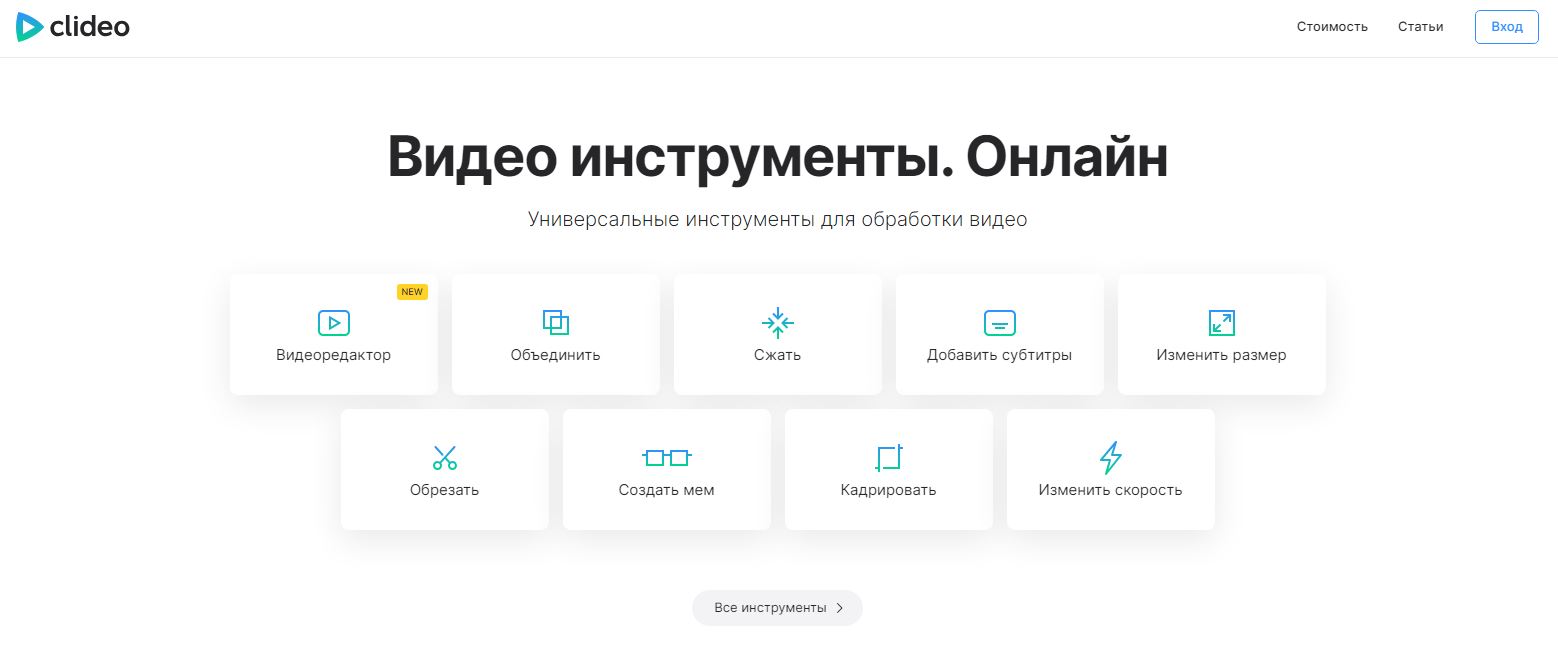 clideo
Стоимость
Статьи
Вход
Видео инструменты. Онлайн
Универсальные инструменты для обработки видео
NEW
Видеоредактор
Объединить
Сжать
Добавить субтитры
Изменить размер
Обрезать
Создать мем
Кадрировать
Изменить скорость
Все инструменты